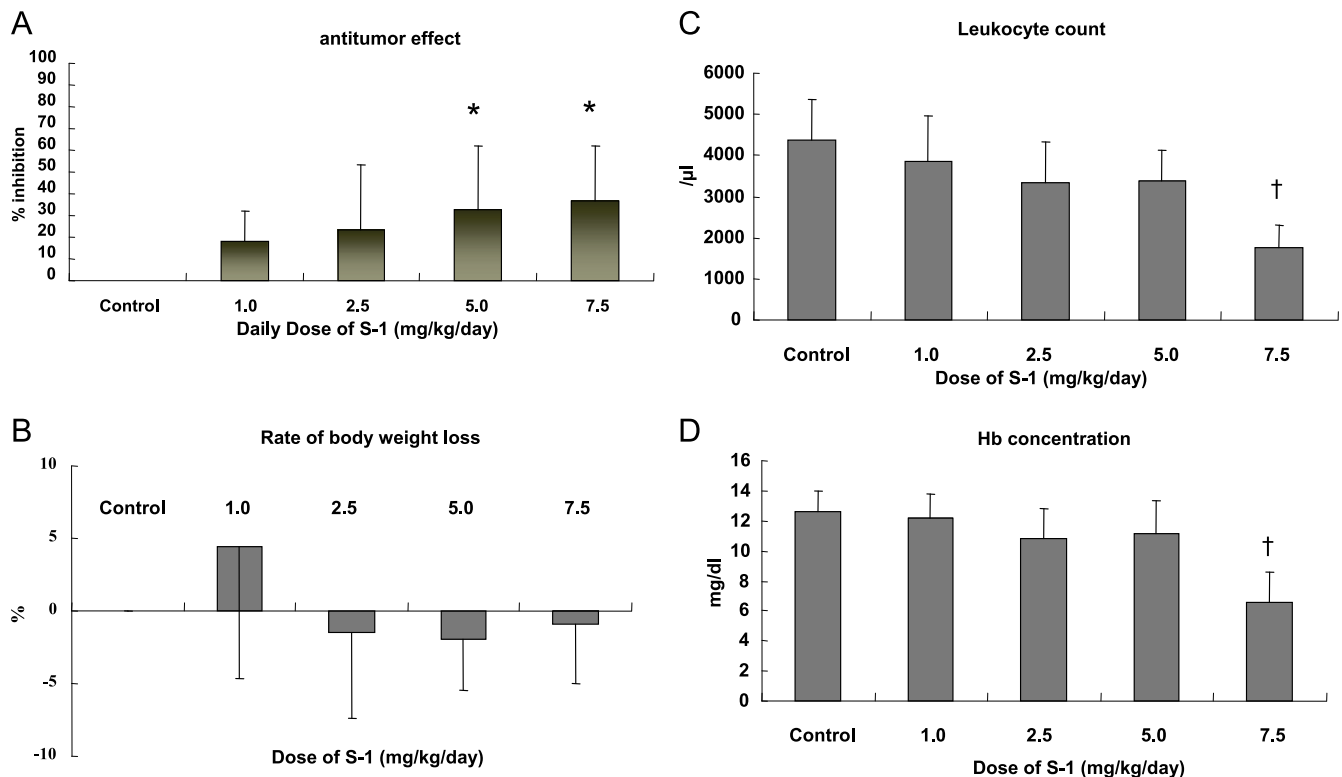 A
antitumor effect
100
90
80
70
60
50
40
30
20
10
0
% inhibition
*
*
Control
1.0
2.5
5.0
7.5
Daily Dose of S-1 (mg/kg/day)
B
Rate of body weight loss
10
5
0
-5
-10
%
Control
1.0
2.5
5.0
7.5
Dose of S-1 (mg/kg/day)
C
Leukocyte count
6000
5000
4000
3000
2000
1000
0
/µl
†
Control
1.0
2.5
5.0
7.5
Dose of S-1 (mg/kg/day)
D
Hb concentration
16
14
12
10
8
6
4
2
0
mg/dl
†
Control
1.0
2.5
5.0
7.5
Dose of S-1 (mg/kg/day)